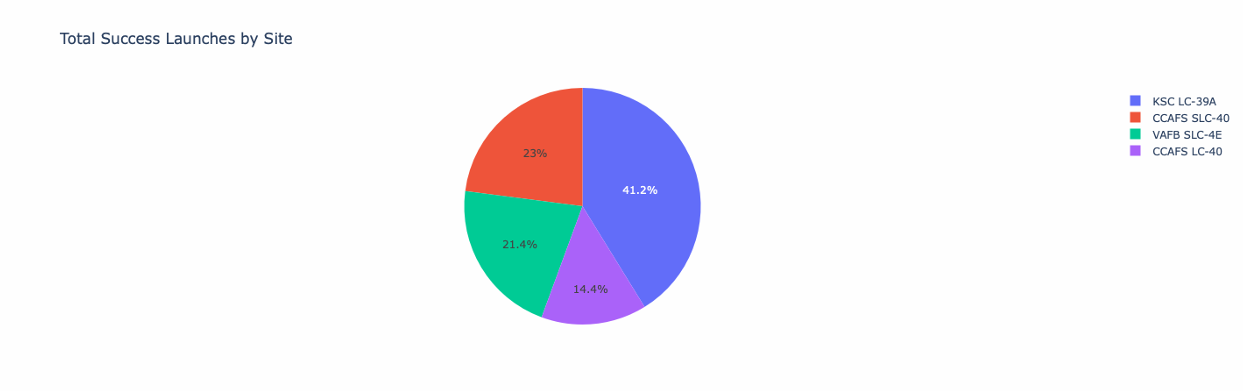 Total Success Launches by Site
KSC LC-39A
CCAFS SLC-40
VAFB SLC-4E
CCAFS LC-40
23%
41.2%
21.4%
14.4%